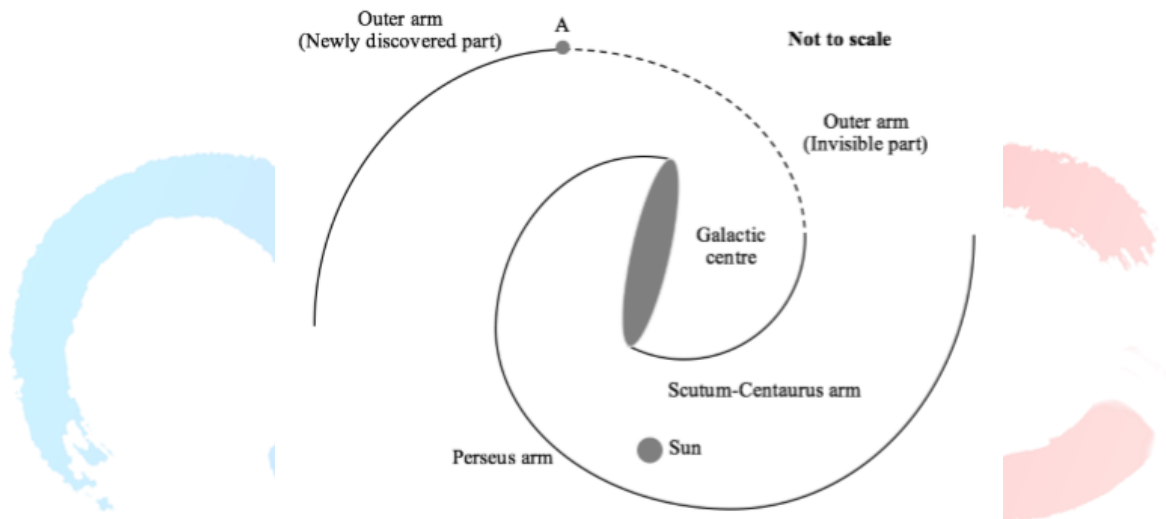 Outer arm
(Newly discovered part)
A
Not to scale
Outer arm
(Invisible part)
Galactic
centre
Scutum-Centaurus arm
Perseus arm
Sun